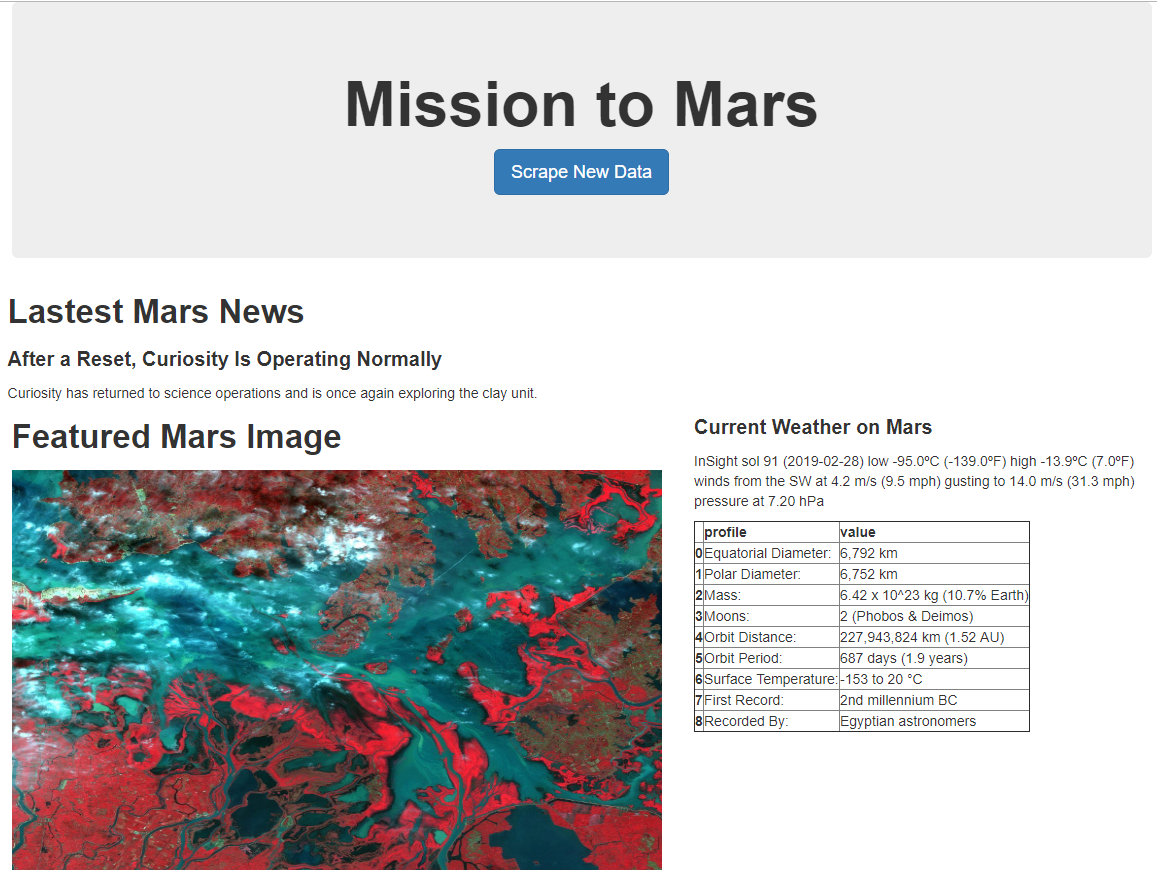 Mission to Mars
Scrape New Data
Lastest Mars News
After a Reset, Curiosity Is Operating Normally
Curiosity has returned to science operations and is once again exploring the clay unit.
Featured Mars Image
Current Weather on Mars
InSight sol 91 (2019-02-28) low -95.0ºC (-139.0ºF) high -13.9ºC (7.0ºF)
winds from the SW at 4.2 m/s (9.5 mph) gusting to 14.0 m/s (31.3 mph)
pressure at 7.20 hPa
profile value
0 Equatorial Diameter: 6,792 km
1 Polar Diameter: 6,752 km
2 Mass: 6.42 x 10^23 kg (10.7% Earth)
3 Moons: 2 (Phobos & Deimos)
4 Orbit Distance: 227,943,824 km (1.52 AU)
5 Orbit Period: 687 days (1.9 years)
6 Surface Temperature: -153 to 20 °C
7 First Record: 2nd millennium BC
8 Recorded By: Egyptian astronomers